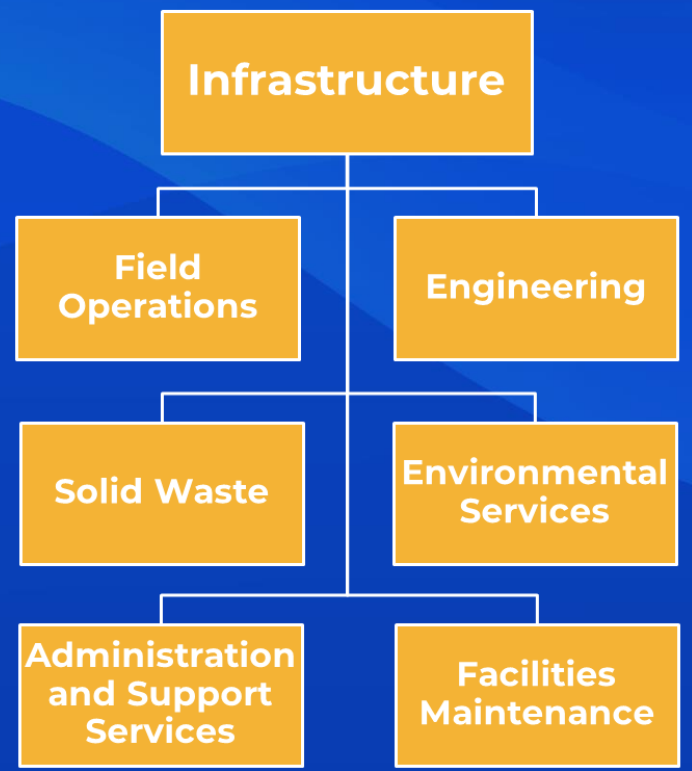 Infrastructure
Field
Operations
Engineering
Solid Waste
Environmental
Services
Administration
and Support
Services
Facilities
Maintenance